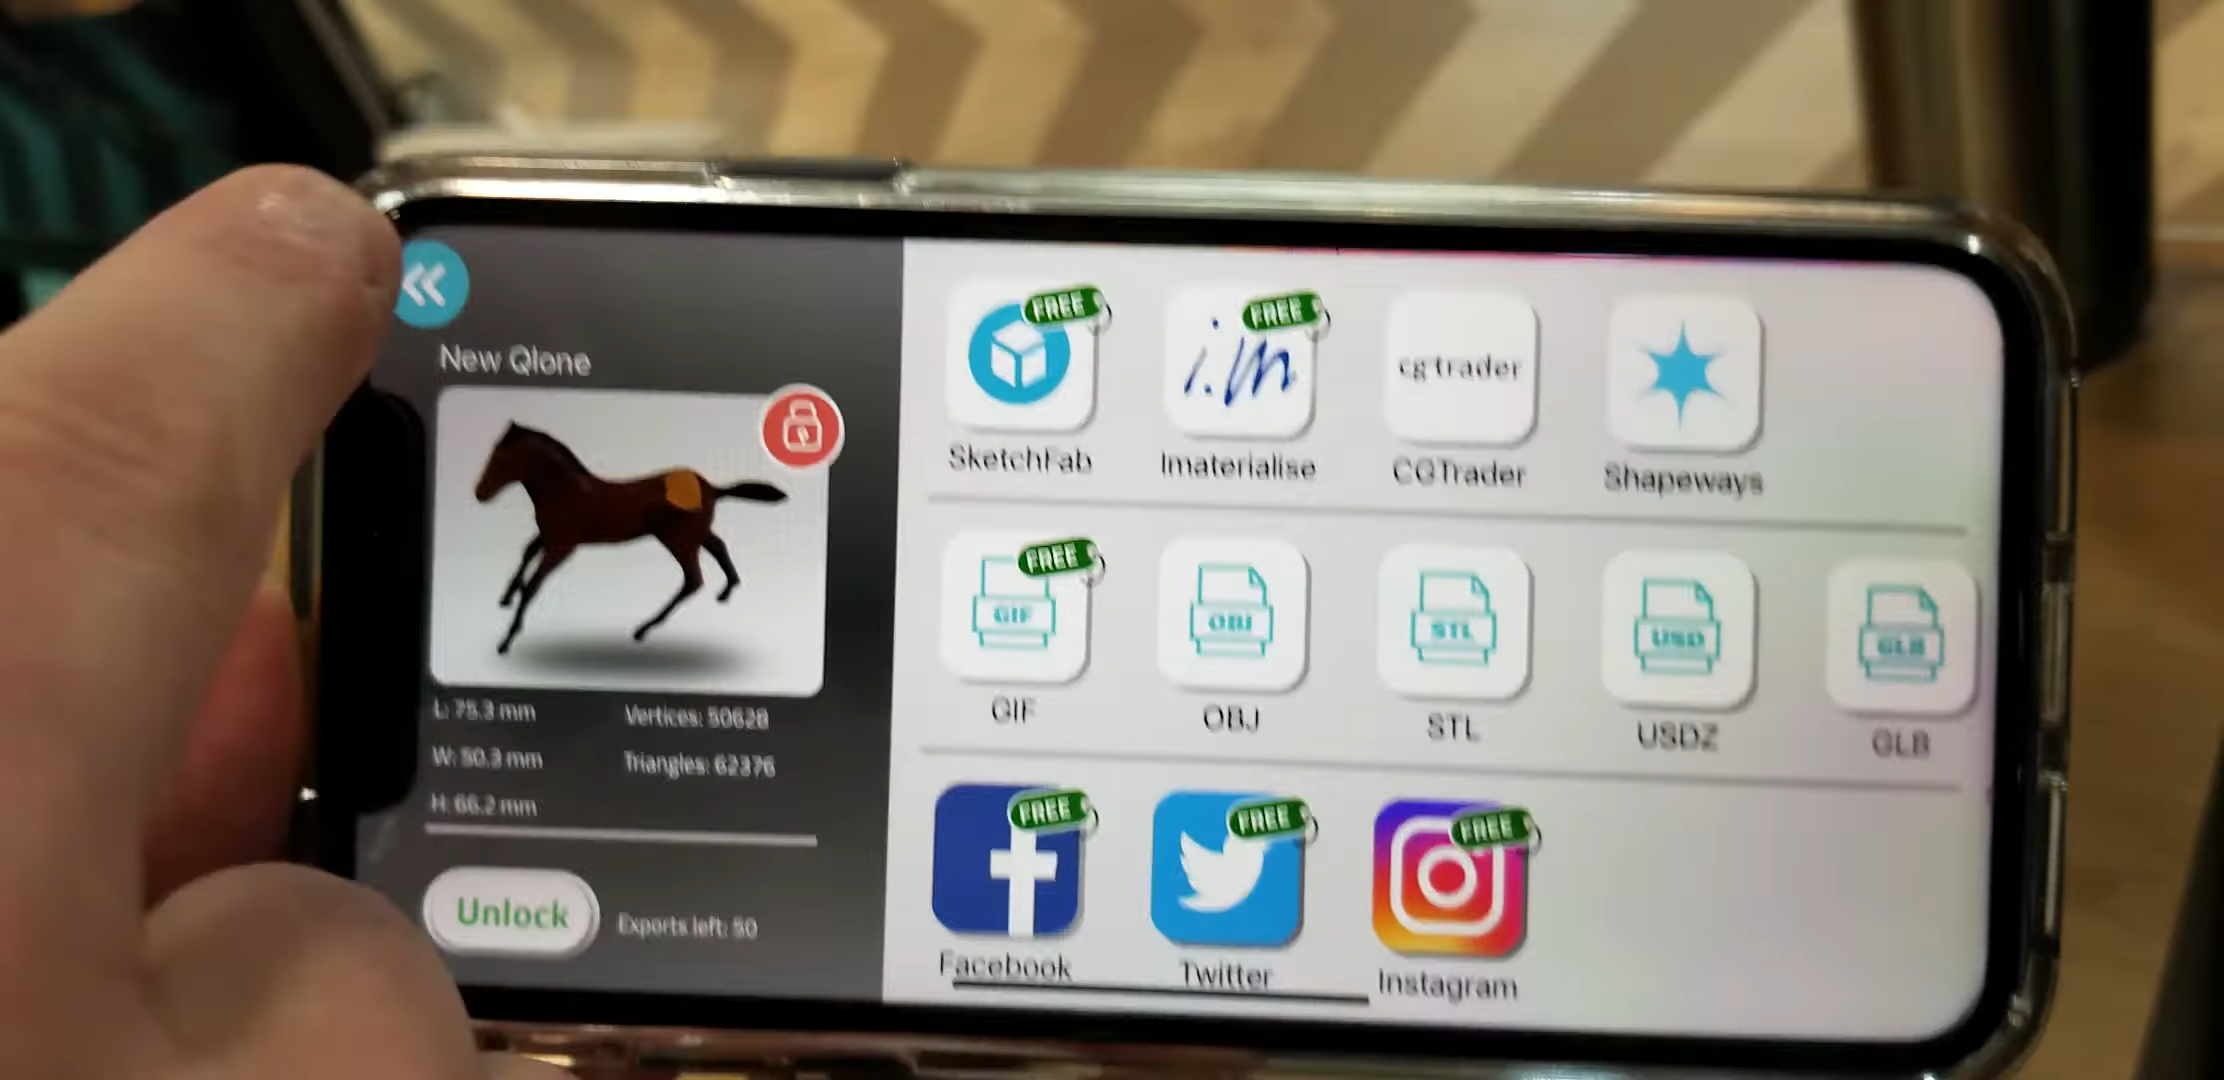 New Qlone
L: 75.3 mm
Vertices: 50628
W: 50.3 mm
Triangles: 62376
H: 66.2 mm
Unlock
Exports left: 50
FREE
FREE
i.m
cgtrader
SketchFab
Imaterialise
CGTrader
Shapeways
FREE
GIF
OBJ
STL
USD
GLB
GIF
OBJ
STL
USDZ
GLB
FREE
FREE
FREE
Facebook
Twitter
Instagram